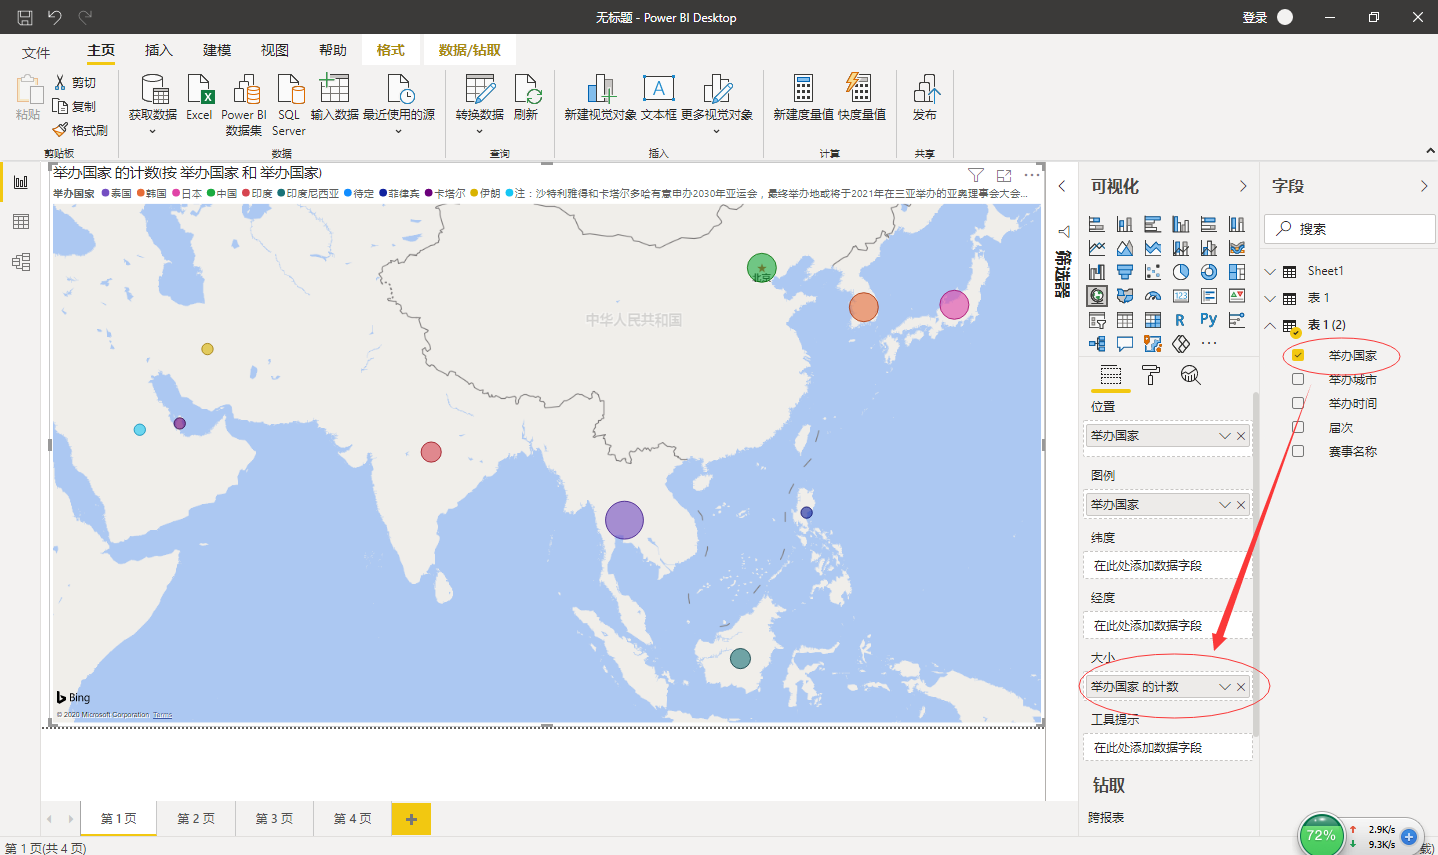 无标题 - Power BI Desktop
登录
文件 主页 插入 建模 视图 帮助 格式 数据/钻取
粘贴
剪切
复制
格式刷
剪贴板
获取数据
Excel
Power BI
数据集
SQL
Server
输入数据
最近使用的源
数据
转换数据
刷新
查询
新建视觉对象
文本框
A
更多视觉对象
插入
新建度量值
快度量值
计算
发布
共享
举办国家 的计数(按 举办国家 和 举办国家)
举办国家 泰国 韩国 日本 中国 印度 印度尼西亚 待定 菲律宾 卡塔尔 伊朗 注：沙特利雅得和卡塔尔多哈有意申办2030年亚运会，最终举办地或将于2021年在三亚举办的亚奥理事会大会...
北京
中华人民共和国
Bing
© 2020 Microsoft Corporation Terms
筛选器
可视化
123
R
Py
位置
举办国家
图例
举办国家
纬度
在此处添加数据字段
经度
在此处添加数据字段
大小
举办国家 的计数
工具提示
在此处添加数据字段
钻取
跨报表
字段
搜索
Sheet1
表 1
表 1 (2)
举办国家
举办城市
举办时间
届次
赛事名称
第 1 页
第 2 页
第 3 页
第 4 页
第 1 页(共 4 页)
72%
2.9K/s
9.3K/s
载)